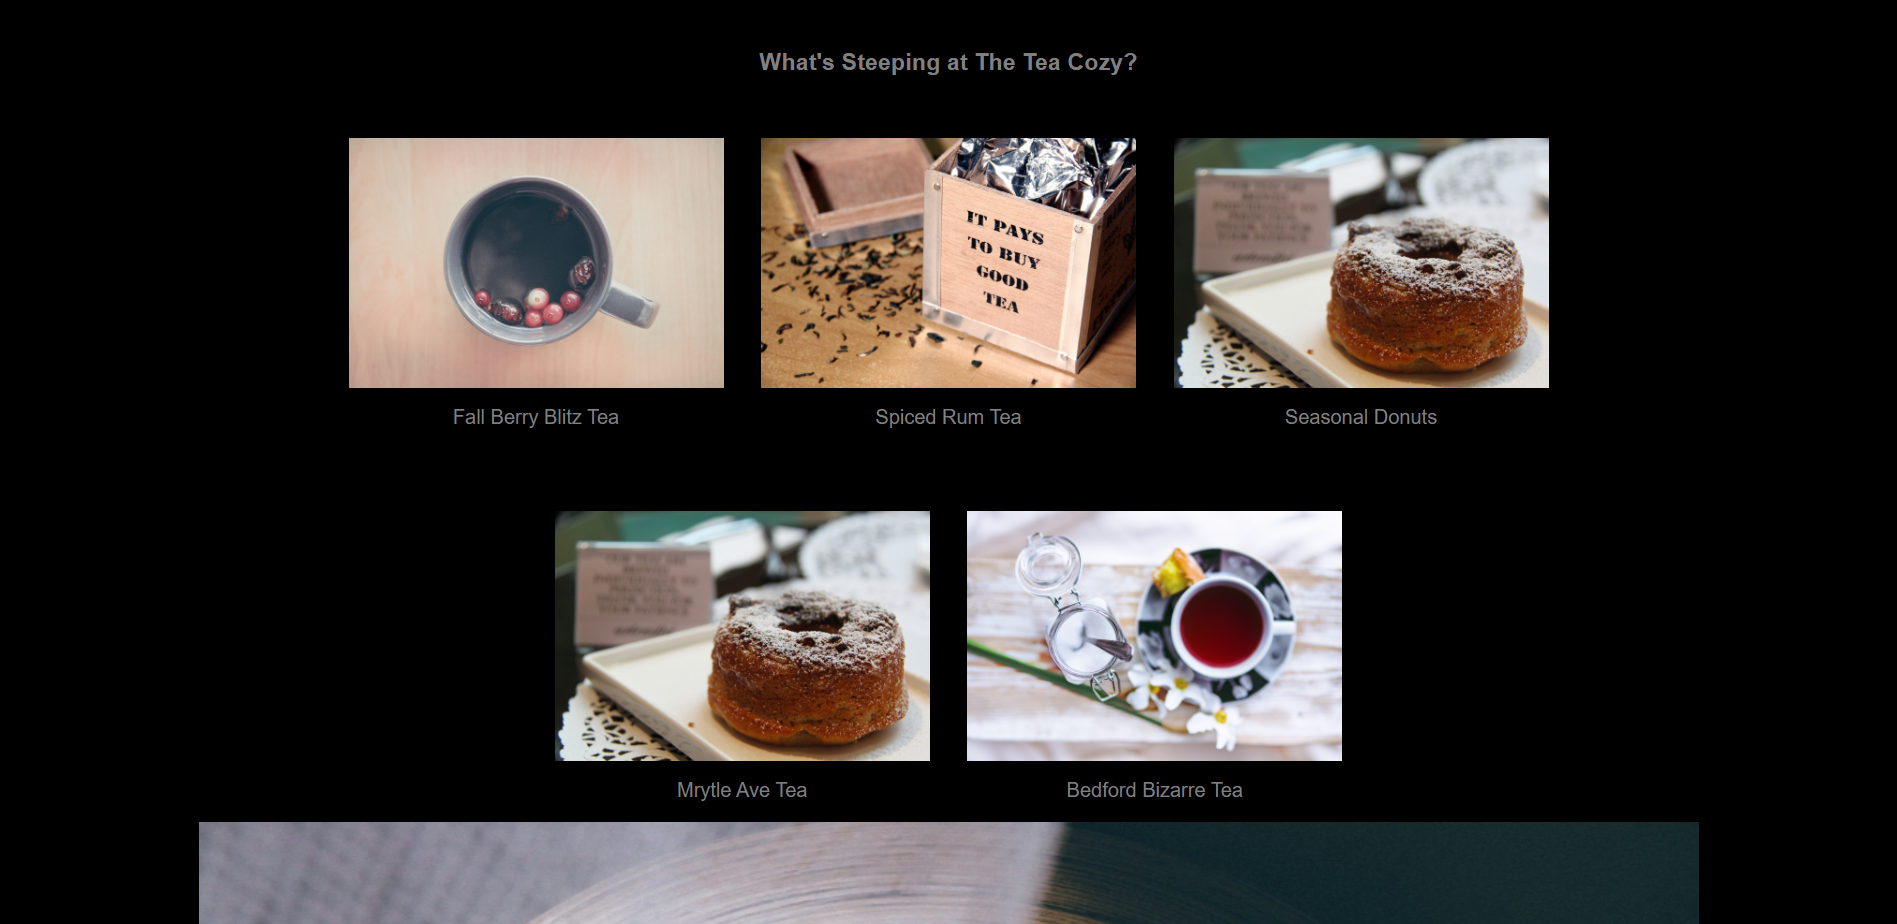 What's Steeping at The Tea Cozy?
IT PAYS
TO BUY
GOOD
TEA
Fall Berry Blitz Tea
Spiced Rum Tea
Seasonal Donuts
Mrytle Ave Tea
Bedford Bizarre Tea